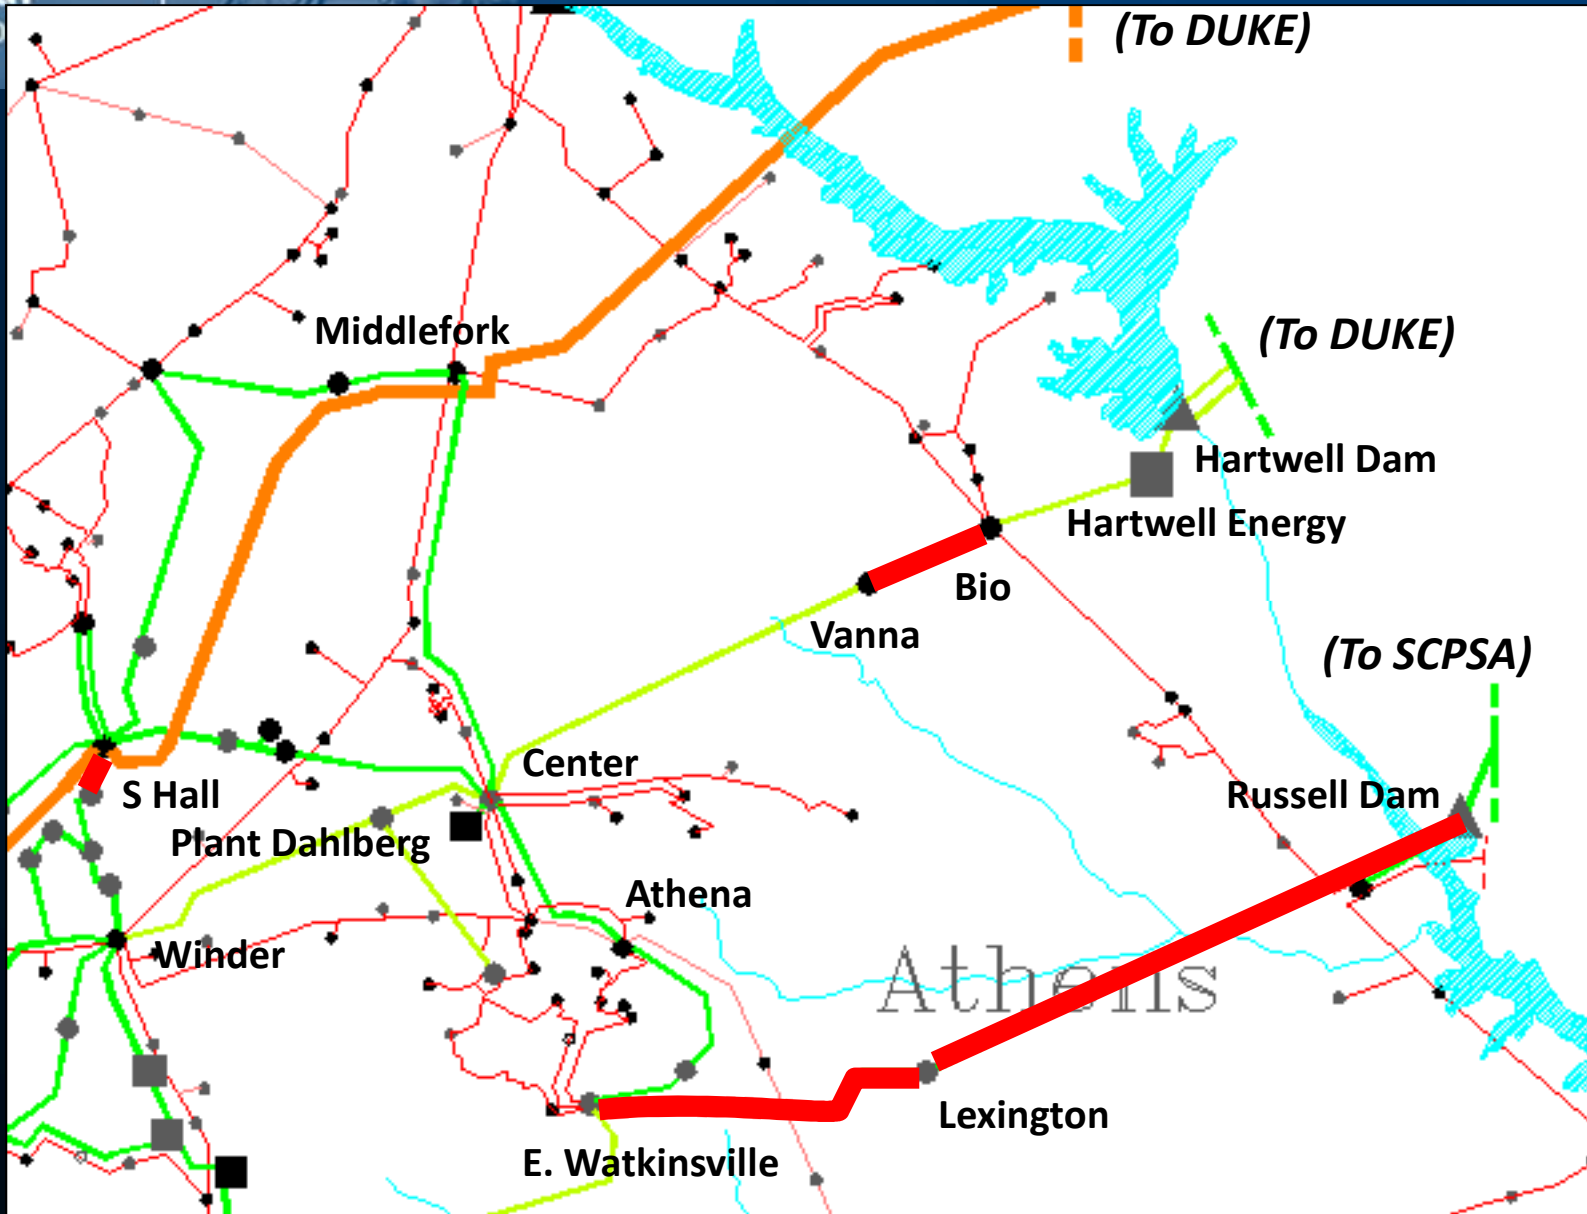 (To DUKE)
Middlefork
(To DUKE)
Hartwell Dam
Hartwell Energy
Bio
Vanna
(To SCPSA)
Center
S Hall
Russell Dam
Plant Dahlberg
Athena
Winder
Athens
Lexington
E. Watkinsville